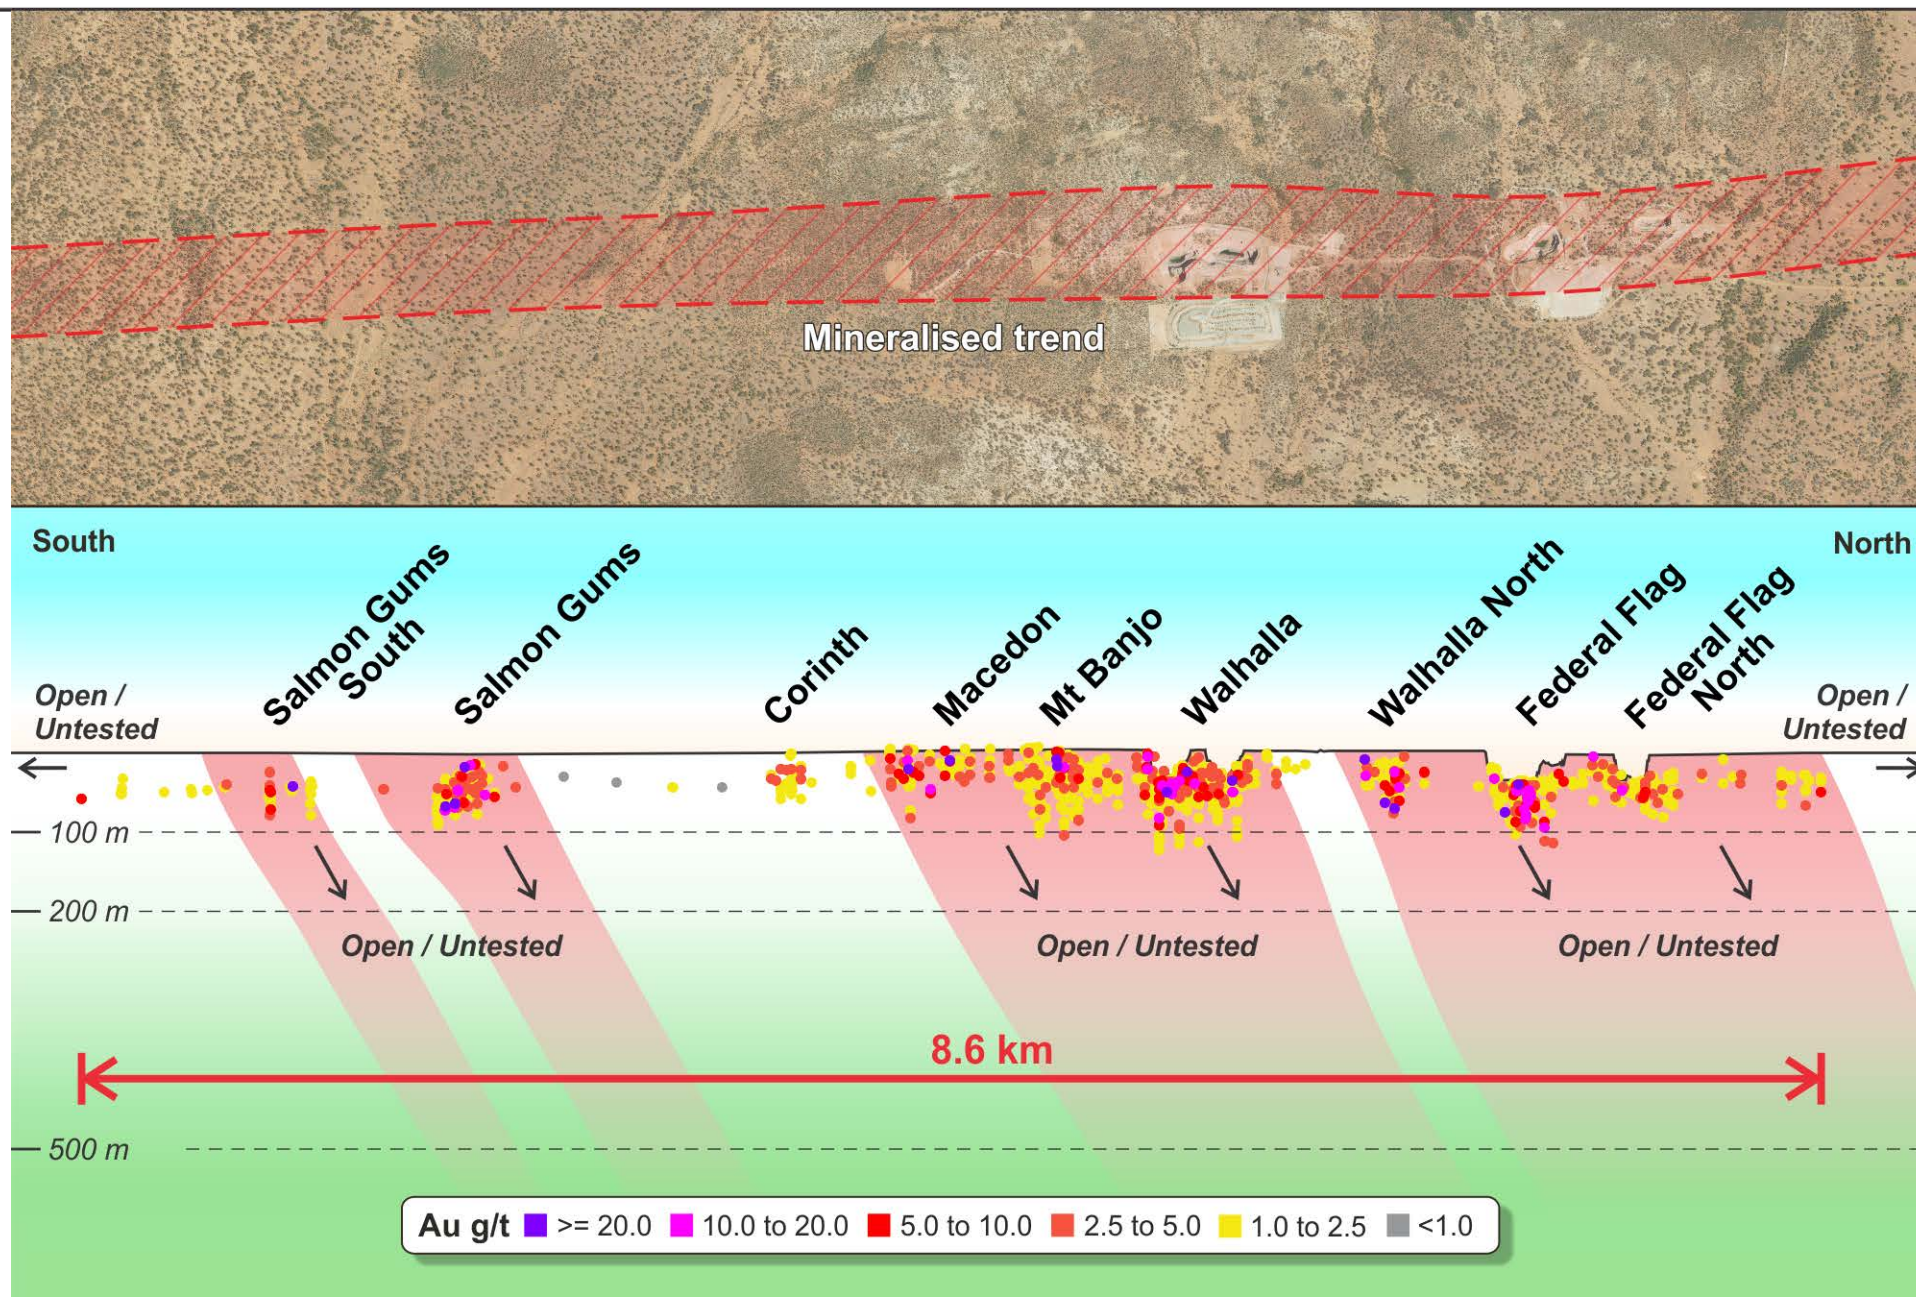 Mineralised trend
South
North
Salmon Gums
South
Salmon Gums
Corinth
Macedon
Mt Banjo
Walhalla
Walhalla North
Federal Flag
Federal Flag
North
Open /
Untested
Open /
Untested
100 m
200 m
Open / Untested
Open / Untested
Open / Untested
8.6 km
500 m
Au g/t >= 20.0 10.0 to 20.0 5.0 to 10.0 2.5 to 5.0 1.0 to 2.5 <1.0